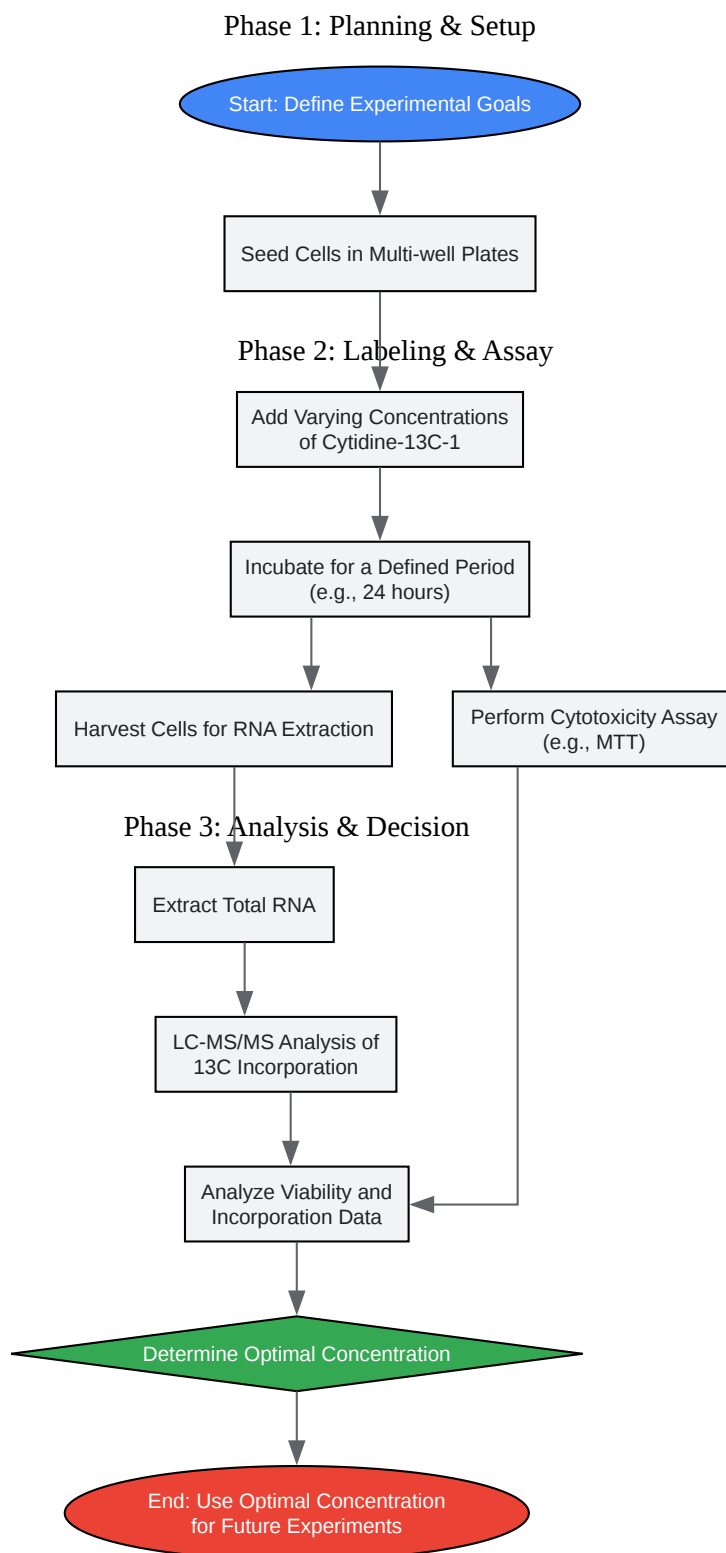 Phase 1: Planning & Setup
Start: Define Experimental Goals
Seed Cells in Multi-well Plates
Phase 2: Labeling & Assay
Add Varying Concentrations
of Cytidine-13C-1
Incubate for a Defined Period
(e.g., 24 hours)
Harvest Cells for RNA Extraction
Perform Cytotoxicity Assay
(e.g., MTT)
Phase 3: Analysis & Decision
Extract Total RNA
LC-MS/MS Analysis of
13C Incorporation
Analyze Viability and
Incorporation Data
Determine Optimal Concentration
End: Use Optimal Concentration
for Future Experiments